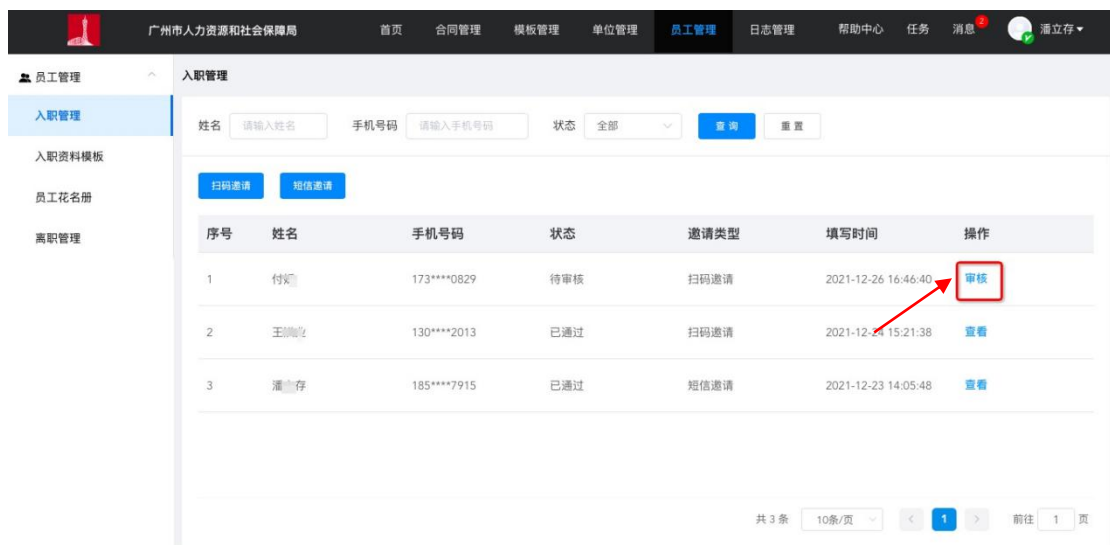 广州市人力资源和社会保障局 首页 合同管理 模板管理 单位管理 员工管理 日志管理 帮助中心 任务 消息 2 潘立存
员工管理
入职管理
入职资料模板
员工花名册
离职管理
入职管理
姓名 请输入姓名 手机号码 请输入手机号码 状态 全部 查询 重置
扫码邀请 短信邀请
序号 姓名 手机号码 状态 邀请类型 填写时间 操作
1 付 173****0829 待审核 扫码邀请 2021-12-26 16:46:40 审核
2 王 130****2013 已通过 扫码邀请 2021-12-24 15:21:38 查看
3 潘 存 185****7915 已通过 短信邀请 2021-12-23 14:05:48 查看
共 3 条 10条/页 < 1 > 前往 1 页